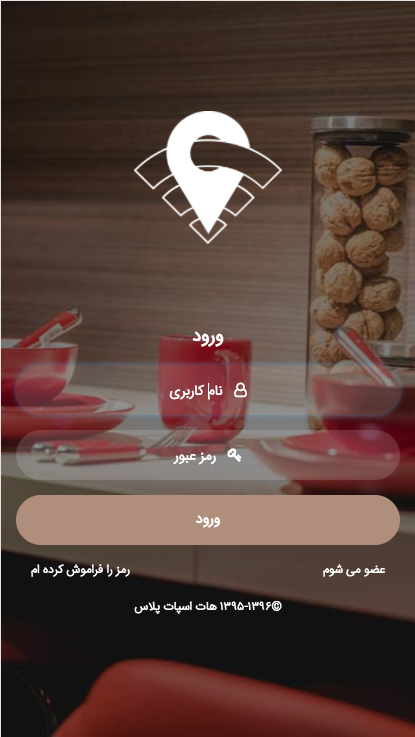 ورود
نام کاربری
رمز عبور
ورود
عضو می شوم
رمز را فراموش کرده ام
©۱۳۹۵-۱۳۹۶ هات اسپات پلاس